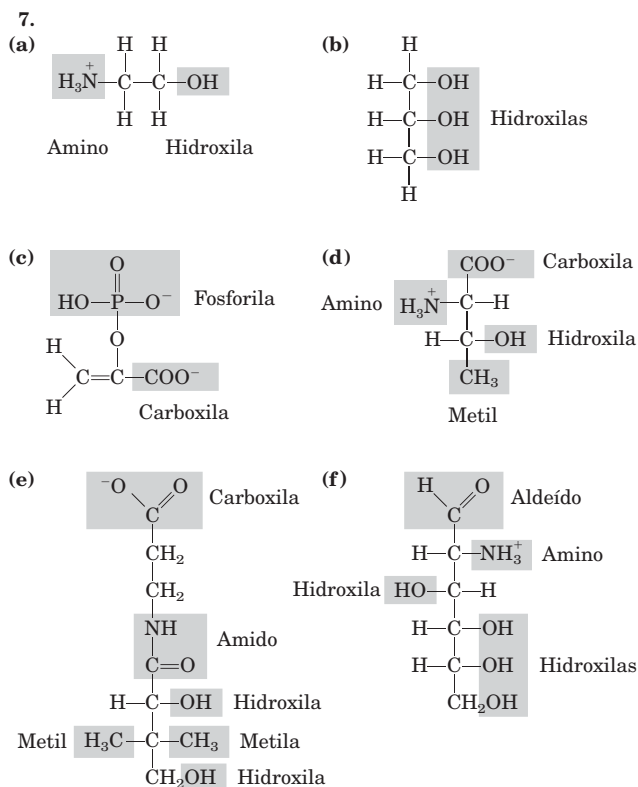 7.
(a)
H H
H₃N⁺—C—C—OH
H H
Amino Hidroxila
(b)
H
H—C—OH
H—C—OH Hidroxilas
H—C—OH
H
(c)
O
HO—P—O⁻ Fosforila
O
H
C=C—COO⁻
H
Carboxila
(d)
COO⁻ Carboxila
Amino H₃N⁺—C—H
H—C—OH Hidroxila
CH₃
Metil
(e)
⁻O O Carboxila
C
CH₂
CH₂
NH
Amido
C=O
H—C—OH Hidroxila
Metil H₃C—C—CH₃ Metila
CH₂OH Hidroxila
(f)
H O Aldeído
C
H—C—NH₃⁺ Amino
Hidroxila HO—C—H
H—C—OH
H—C—OH Hidroxilas
CH₂OH